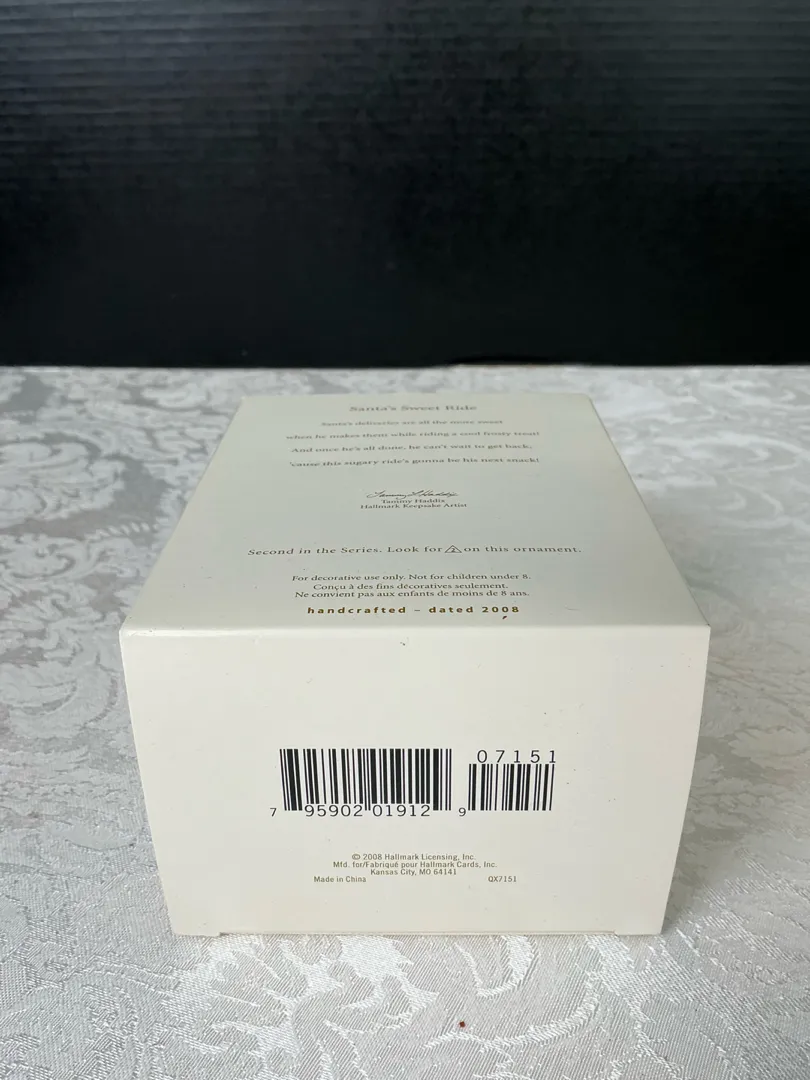 Santa's Sweet Ride
Santa's delicacies are all the more sweet
when he makes them while riding a cool frosty treat!
And once he's all done, he can't wait to get back,
'cause this sugary ride's gonna be his next snack!
Tammy L Haddix
Tammy Haddix
Hallmark Keepsake Artist
Second in the Series. Look for 2 on this ornament.
For decorative use only. Not for children under 8.
Conçu à des fins décoratives seulement.
Ne convient pas aux enfants de moins de 8 ans.
handcrafted – dated 2008
07151
7 95902 01912 9
© 2008 Hallmark Licensing, Inc.
Mfd. for/Fabriqué pour Hallmark Cards, Inc.
Kansas City, MO 64141
Made in China QX7151